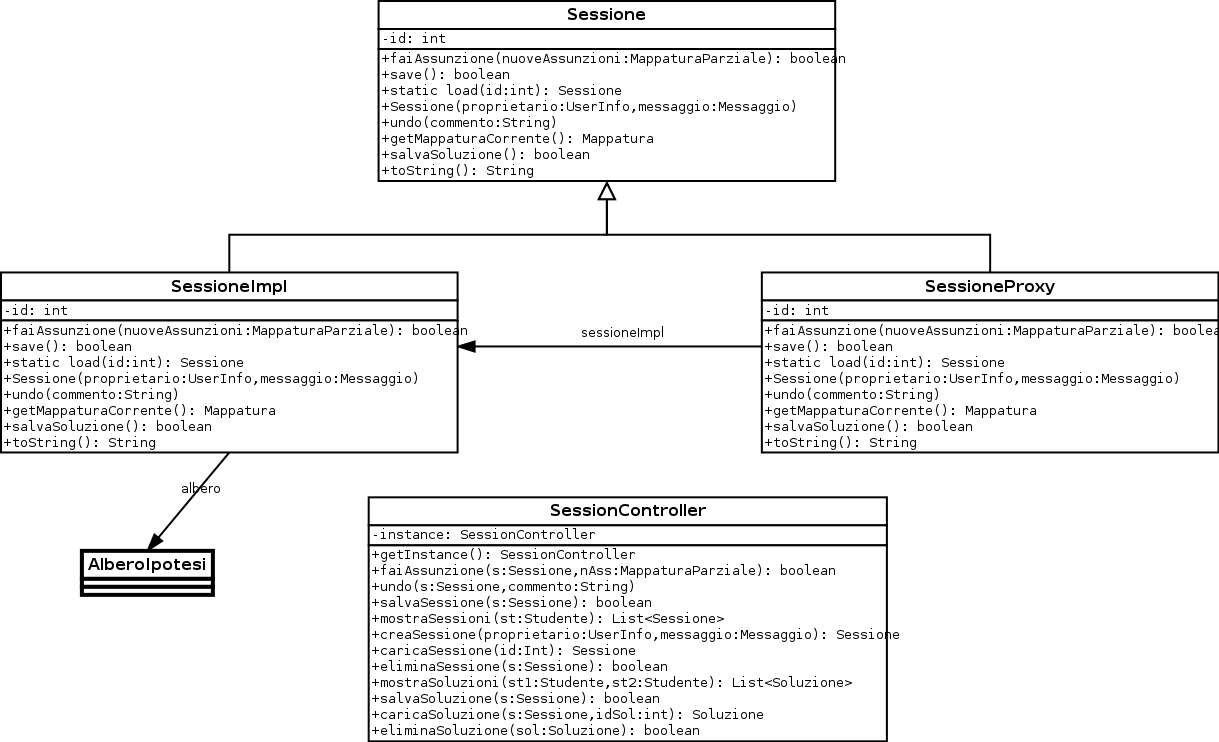 Sessione
-id: int
+faiAssunzione(nuoveAssunzioni:MappaturaParziale): boolean
+save(): boolean
+static load(id:int): Sessione
+Sessione(proprietario:UserInfo,messaggio:Messaggio)
+undo(commento:String)
+getMappaturaCorrente(): Mappatura
+salvaSoluzione(): boolean
+toString(): String
SessioneImpl
-id: int
+faiAssunzione(nuoveAssunzioni:MappaturaParziale): boolean
+save(): boolean
+static load(id:int): Sessione
+Sessione(proprietario:UserInfo,messaggio:Messaggio)
+undo(commento:String)
+getMappaturaCorrente(): Mappatura
+salvaSoluzione(): boolean
+toString(): String
sessioneImpl
SessioneProxy
-id: int
+faiAssunzione(nuoveAssunzioni:MappaturaParziale): boolea
+save(): boolean
+static load(id:int): Sessione
+Sessione(proprietario:UserInfo,messaggio:Messaggio)
+undo(commento:String)
+getMappaturaCorrente(): Mappatura
+salvaSoluzione(): boolean
+toString(): String
albero
AlberoIpotesi
SessionController
-instance: SessionController
+getInstance(): SessionController
+faiAssunzione(s:Sessione,nAss:MappaturaParziale): boolean
+undo(s:Sessione,commento:String)
+salvaSessione(s:Sessione): boolean
+mostraSessioni(st:Studente): List<Sessione>
+creaSessione(proprietario:UserInfo,messaggio:Messaggio): Sessione
+caricaSessione(id:Int): Sessione
+eliminaSessione(s:Sessione): boolean
+mostraSoluzioni(st1:Studente,st2:Studente): List<Soluzione>
+salvaSoluzione(s:Sessione): boolean
+caricaSoluzione(s:Sessione,idSol:int): Soluzione
+eliminaSoluzione(sol:Soluzione): boolean